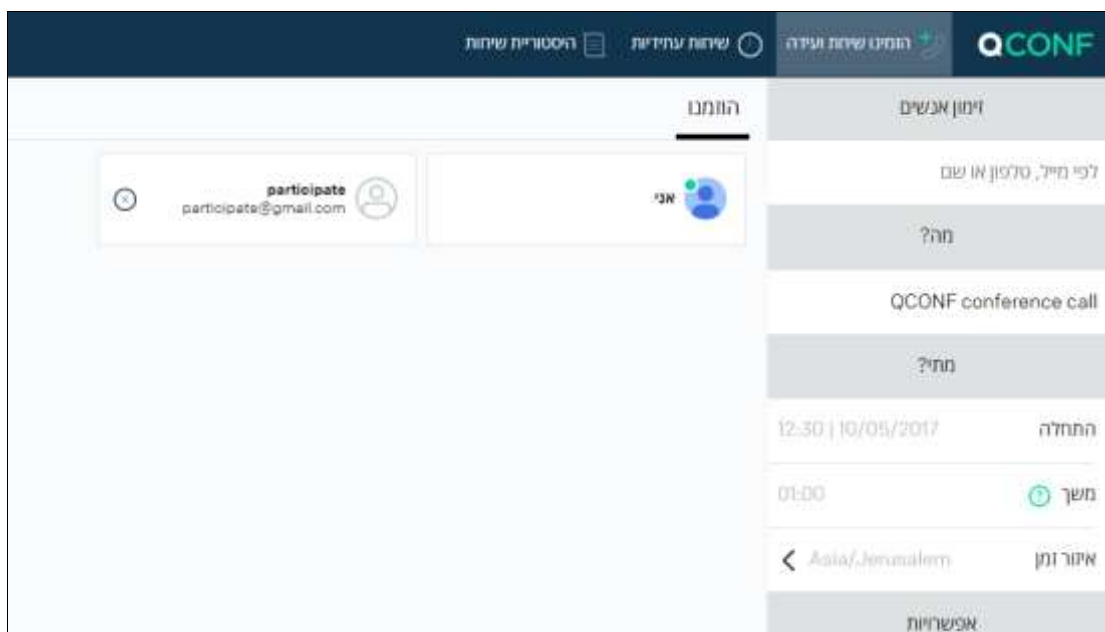 QCONF
הזמינו שיחת ועידה
שיחות עתידיות
היסטוריית שיחות
זימון אנשים
לפי מייל, טלפון או שם
מה?
QCONF conference call
מתי?
התחלה 12:30 | 10/05/2017
משך 01:00
איזור זמן Asia/Jerusalem
אפשרויות
הוזמנו
אני
participate
participate@gmail.com